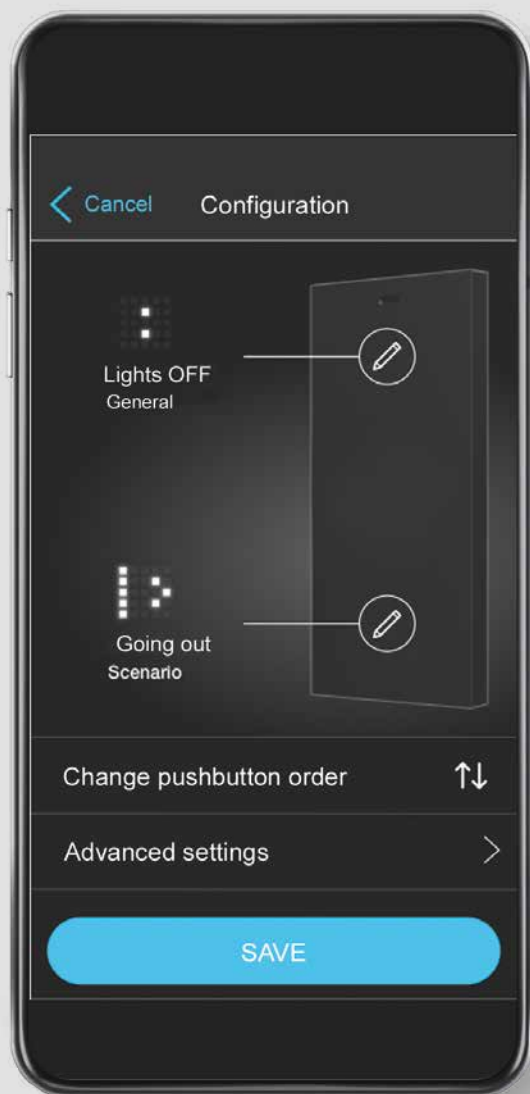 Cancel
Configuration
Lights OFF
General
Going out
Scenario
Change pushbutton order
Advanced settings
SAVE